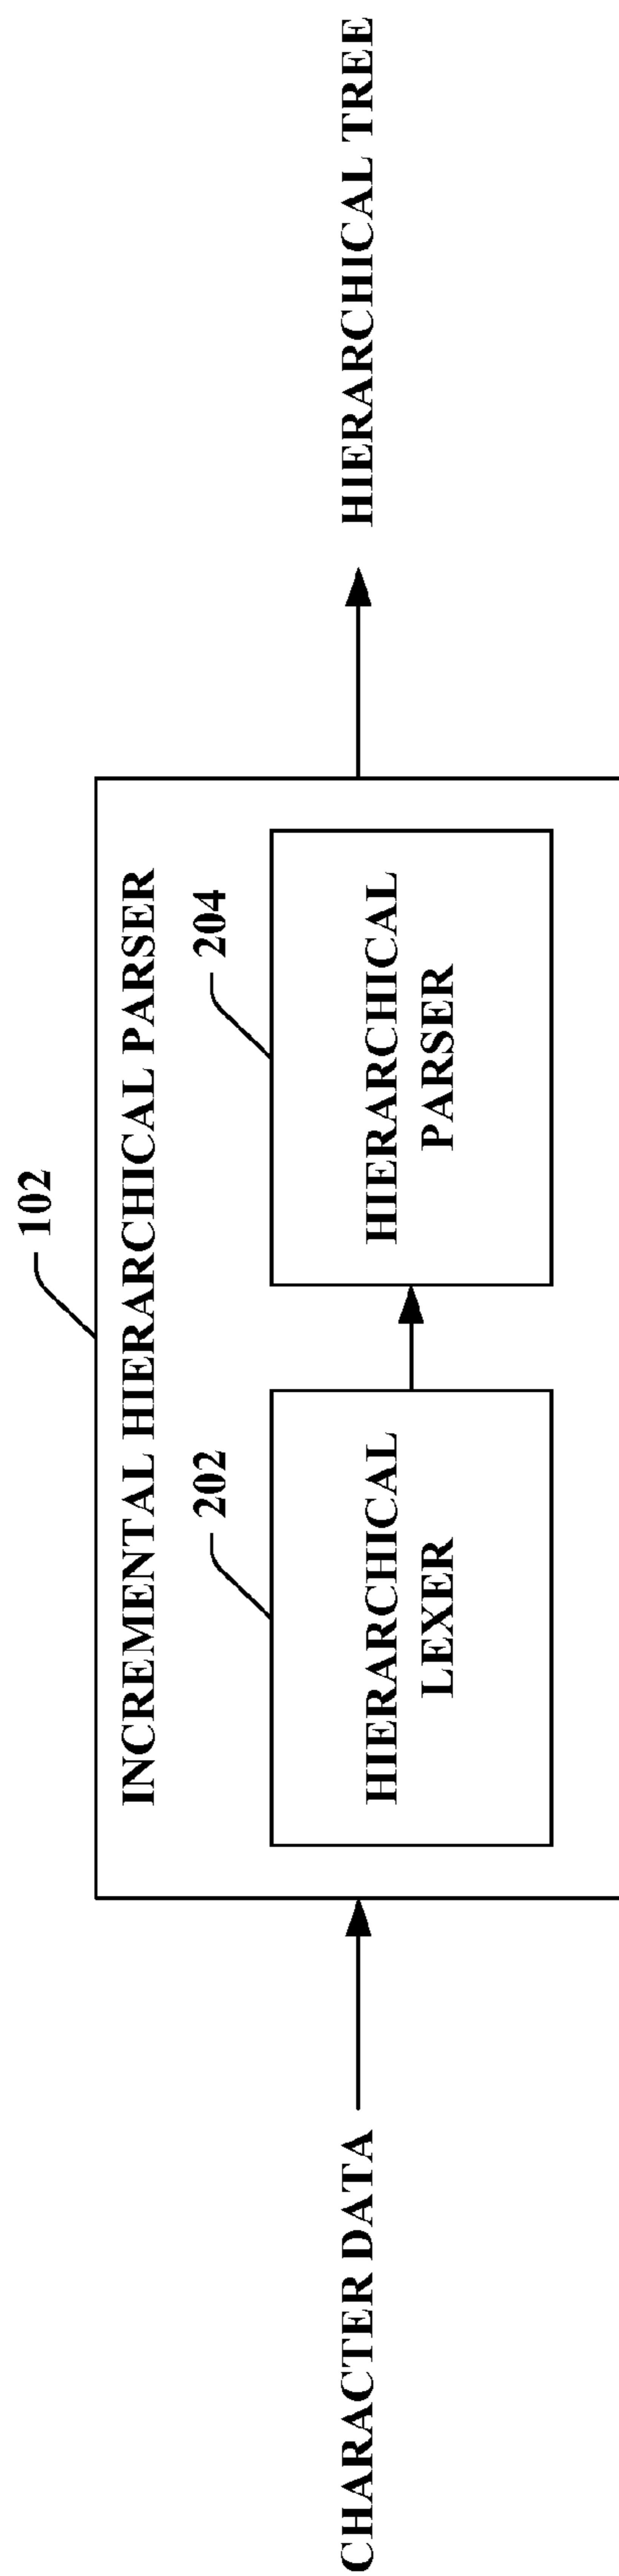 102
INCREMENTAL HIERARCHICAL PARSER
202
204
HIERARCHICAL
LEXER
HIERARCHICAL
PARSER
CHARACTER DATA
HIERARCHICAL TREE